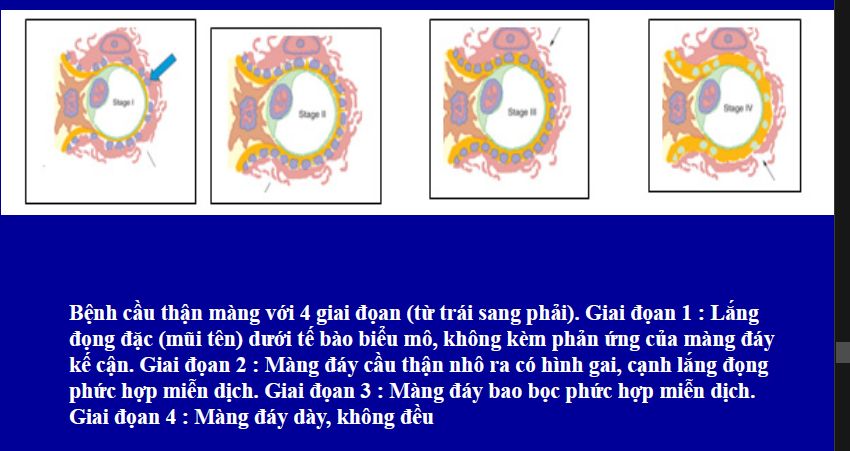 Stage I
Stage II
Stage III
Stage IV
Bệnh cầu thận màng với 4 giai đọan (từ trái sang phải). Giai đọan 1 : Lắng
đọng đặc (mũi tên) dưới tế bào biểu mô, không kèm phản ứng của màng đáy
kế cận. Giai đọan 2 : Màng đáy cầu thận nhô ra có hình gai, cạnh lắng đọng
phức hợp miễn dịch. Giai đọan 3 : Màng đáy bao bọc phức hợp miễn dịch.
Giai đọan 4 : Màng đáy dày, không đều